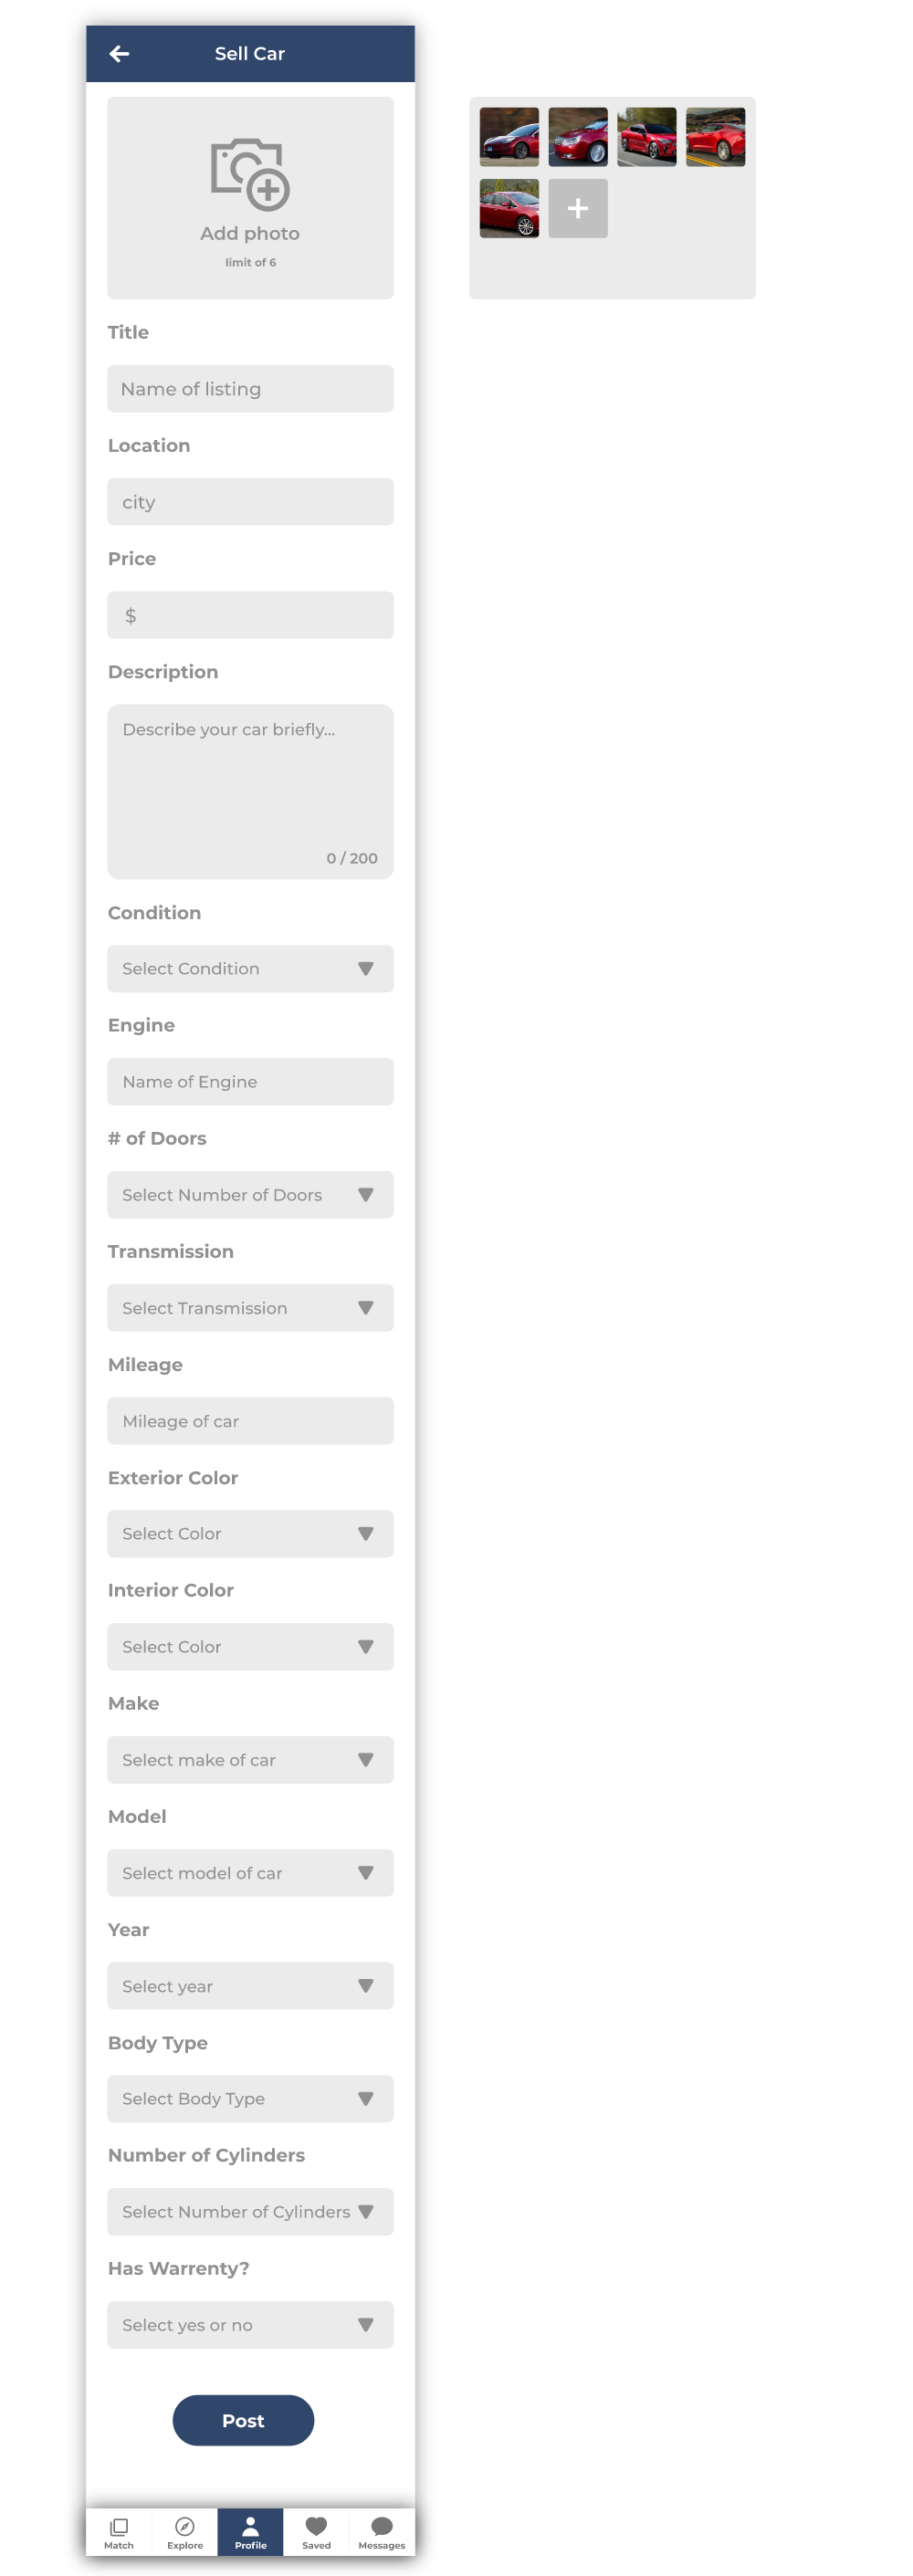 Sell Car
Add photo
limit of 6
Title
Name of listing
Location
city
Price
$
Description
Describe your car briefly...
0 / 200
Condition
Select Condition
Engine
Name of Engine
# of Doors
Select Number of Doors
Transmission
Select Transmission
Mileage
Mileage of car
Exterior Color
Select Color
Interior Color
Select Color
Make
Select make of car
Model
Select model of car
Year
Select year
Body Type
Select Body Type
Number of Cylinders
Select Number of Cylinders
Has Warrenty?
Select yes or no
Post
Match Explore Profile Saved Messages